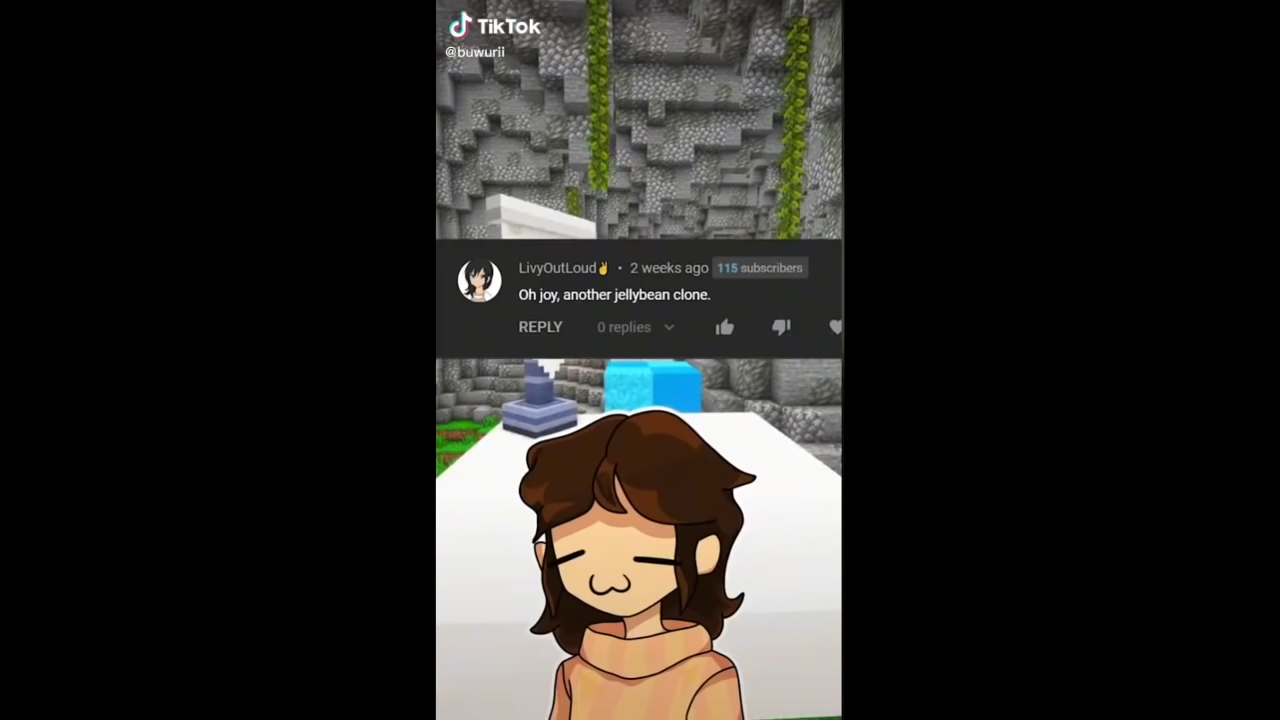 TikTok
@buwurii
LivyOutLoud✌ • 2 weeks ago 115 subscribers
Oh joy, another jellybean clone.
REPLY 0 replies